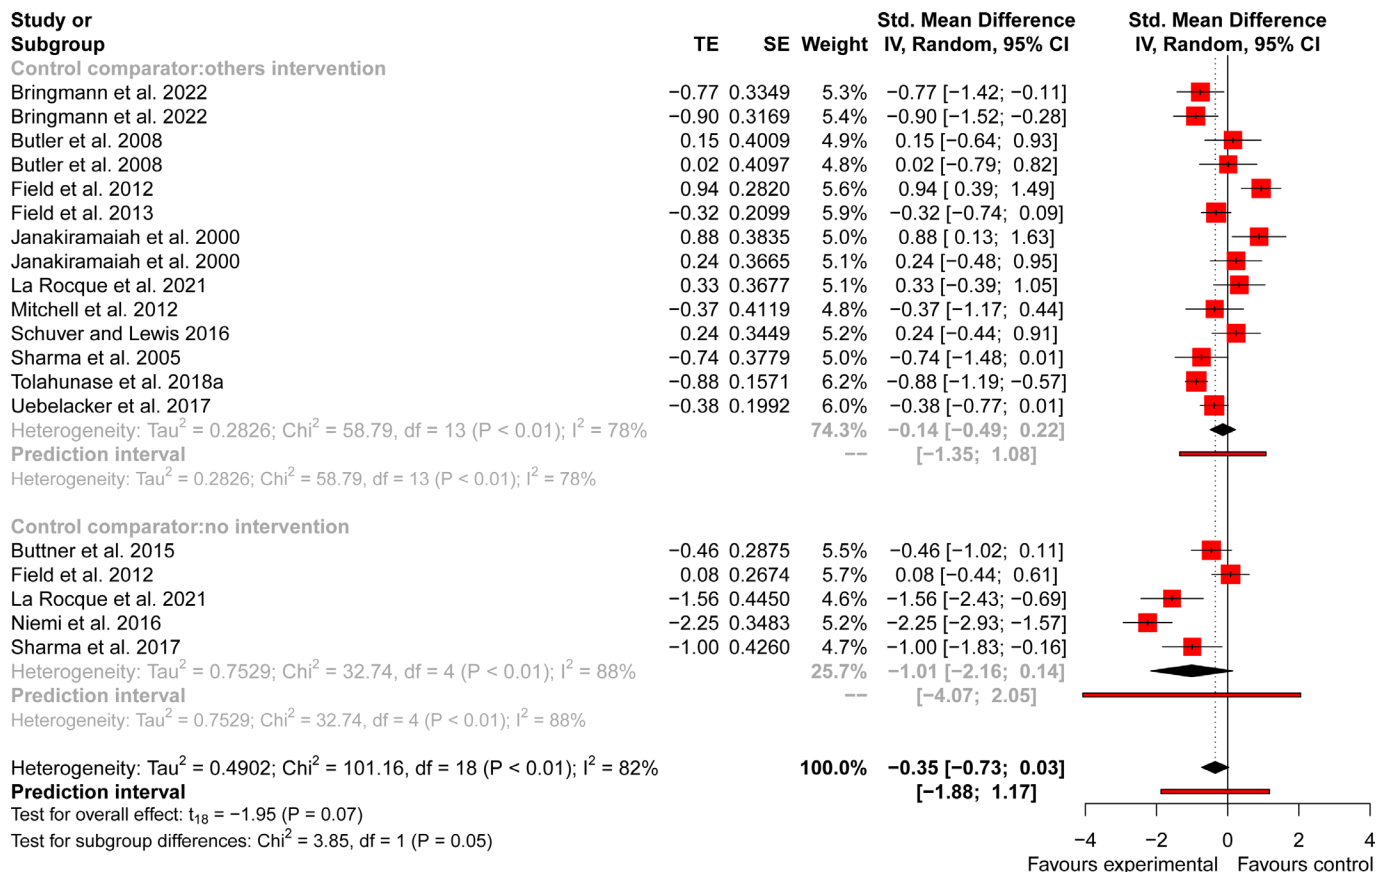 Study or Std. Mean Difference Std. Mean Difference
Subgroup TE SE Weight IV, Random, 95% CI IV, Random, 95% CI
Control comparator:others intervention
Bringmann et al. 2022 −0.77 0.3349 5.3% −0.77 [−1.42; −0.11]
Bringmann et al. 2022 −0.90 0.3169 5.4% −0.90 [−1.52; −0.28]
Butler et al. 2008 0.15 0.4009 4.9% 0.15 [−0.64; 0.93]
Butler et al. 2008 0.02 0.4097 4.8% 0.02 [−0.79; 0.82]
Field et al. 2012 0.94 0.2820 5.6% 0.94 [ 0.39; 1.49]
Field et al. 2013 −0.32 0.2099 5.9% −0.32 [−0.74; 0.09]
Janakiramaiah et al. 2000 0.88 0.3835 5.0% 0.88 [ 0.13; 1.63]
Janakiramaiah et al. 2000 0.24 0.3665 5.1% 0.24 [−0.48; 0.95]
La Rocque et al. 2021 0.33 0.3677 5.1% 0.33 [−0.39; 1.05]
Mitchell et al. 2012 −0.37 0.4119 4.8% −0.37 [−1.17; 0.44]
Schuver and Lewis 2016 0.24 0.3449 5.2% 0.24 [−0.44; 0.91]
Sharma et al. 2005 −0.74 0.3779 5.0% −0.74 [−1.48; 0.01]
Tolahunase et al. 2018a −0.88 0.1571 6.2% −0.88 [−1.19; −0.57]
Uebelacker et al. 2017 −0.38 0.1992 6.0% −0.38 [−0.77; 0.01]
Heterogeneity: Tau² = 0.2826; Chi² = 58.79, df = 13 (P < 0.01); I² = 78% 74.3% −0.14 [−0.49; 0.22]
Prediction interval −− [−1.35; 1.08]
Heterogeneity: Tau² = 0.2826; Chi² = 58.79, df = 13 (P < 0.01); I² = 78%
Control comparator:no intervention
Buttner et al. 2015 −0.46 0.2875 5.5% −0.46 [−1.02; 0.11]
Field et al. 2012 0.08 0.2674 5.7% 0.08 [−0.44; 0.61]
La Rocque et al. 2021 −1.56 0.4450 4.6% −1.56 [−2.43; −0.69]
Niemi et al. 2016 −2.25 0.3483 5.2% −2.25 [−2.93; −1.57]
Sharma et al. 2017 −1.00 0.4260 4.7% −1.00 [−1.83; −0.16]
Heterogeneity: Tau² = 0.7529; Chi² = 32.74, df = 4 (P < 0.01); I² = 88% 25.7% −1.01 [−2.16; 0.14]
Prediction interval −− [−4.07; 2.05]
Heterogeneity: Tau² = 0.7529; Chi² = 32.74, df = 4 (P < 0.01); I² = 88%
Heterogeneity: Tau² = 0.4902; Chi² = 101.16, df = 18 (P < 0.01); I² = 82% 100.0% −0.35 [−0.73; 0.03]
Prediction interval [−1.88; 1.17]
Test for overall effect: t₁₈ = −1.95 (P = 0.07)
Test for subgroup differences: Chi² = 3.85, df = 1 (P = 0.05)
−4 −2 0 2 4
Favours experimental Favours control